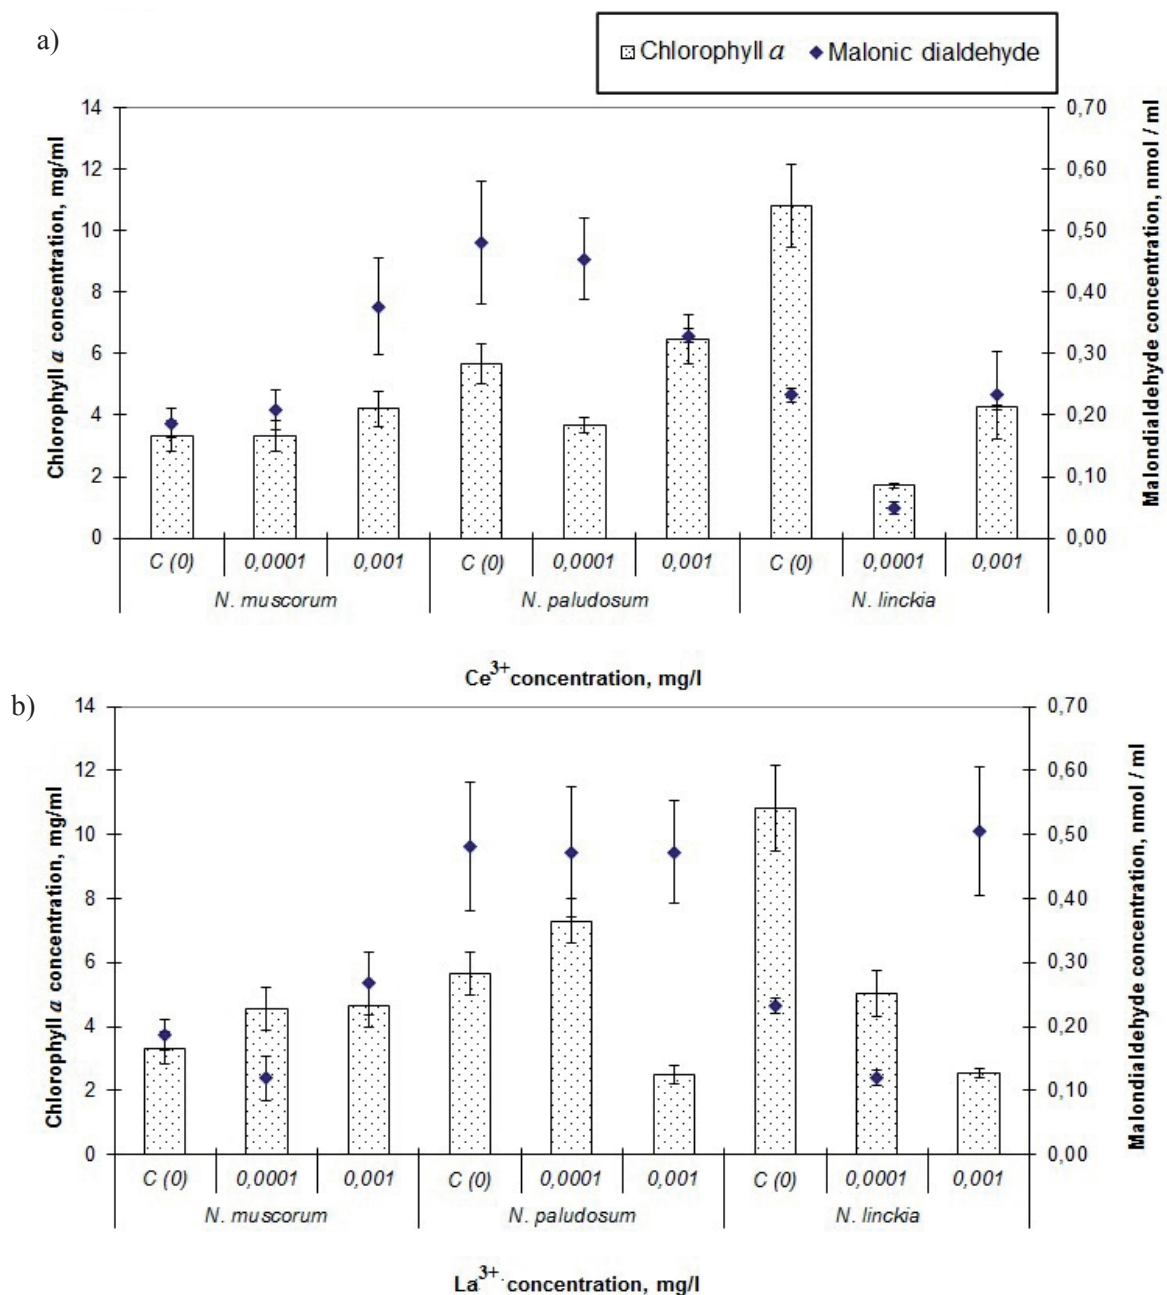 a)
Chlorophyll a Malonic dialdehyde
Chlorophyll a concentration, mg/ml
14
12
10
8
6
4
2
0
0,70
0,60
0,50
0,40
0,30
0,20
0,10
0,00
Malondialdehyde concentration, nmol / ml
C (0) 0,0001 0,001 C (0) 0,0001 0,001 C (0) 0,0001 0,001
N. muscorum N. paludosum N. linckia
Ce3+ concentration, mg/l
b)
Chlorophyll a concentration, mg/ml
14
12
10
8
6
4
2
0
0,70
0,60
0,50
0,40
0,30
0,20
0,10
0,00
Malondialdehyde concentration, nmol / ml
C (0) 0,0001 0,001 C (0) 0,0001 0,001 C (0) 0,0001 0,001
N. muscorum N. paludosum N. linckia
La3+ concentration, mg/l